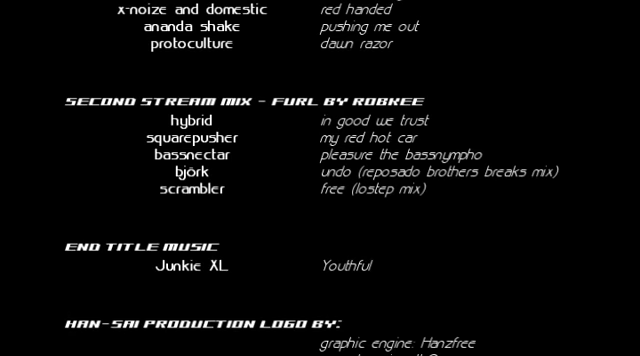 x-noize and domestic red handed
ananda shake pushing me out
protoculture dawn razor
SECOND STREAM MIX - FURL BY ROBKEE
hybrid in good we trust
squarepusher my red hot car
bassnectar pleasure the bassnympho
björk undo (reposado brothers breaks mix)
scrambler free (lostep mix)
END TITLE MUSIC
Junkie XL Youthful
HAN-SAI PRODUCTION LOGO BY:
graphic engine: Hanzfree